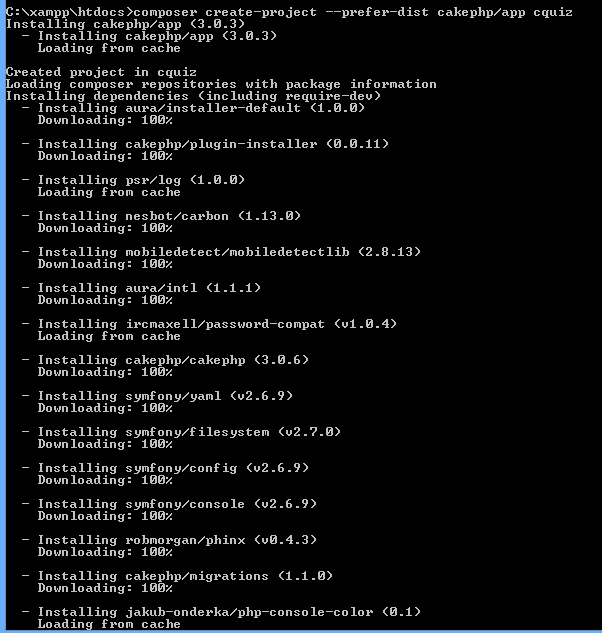 C:\xampp\htdocs>composer create-project --prefer-dist cakephp/app cquiz
Installing cakephp/app (3.0.3)
  - Installing cakephp/app (3.0.3)
    Loading from cache

Created project in cquiz
Loading composer repositories with package information
Installing dependencies (including require-dev)
  - Installing aura/installer-default (1.0.0)
    Downloading: 100%

  - Installing cakephp/plugin-installer (0.0.11)
    Downloading: 100%

  - Installing psr/log (1.0.0)
    Loading from cache

  - Installing nesbot/carbon (1.13.0)
    Downloading: 100%

  - Installing mobiledetect/mobiledetectlib (2.8.13)
    Downloading: 100%

  - Installing aura/intl (1.1.1)
    Downloading: 100%

  - Installing ircmaxell/password-compat (v1.0.4)
    Loading from cache

  - Installing cakephp/cakephp (3.0.6)
    Downloading: 100%

  - Installing symfony/yaml (v2.6.9)
    Downloading: 100%

  - Installing symfony/filesystem (v2.7.0)
    Downloading: 100%

  - Installing symfony/config (v2.6.9)
    Downloading: 100%

  - Installing symfony/console (v2.6.9)
    Downloading: 100%

  - Installing robmorgan/phinx (v0.4.3)
    Downloading: 100%

  - Installing cakephp/migrations (1.1.0)
    Downloading: 100%

  - Installing jakub-onderka/php-console-color (0.1)
    Loading from cache